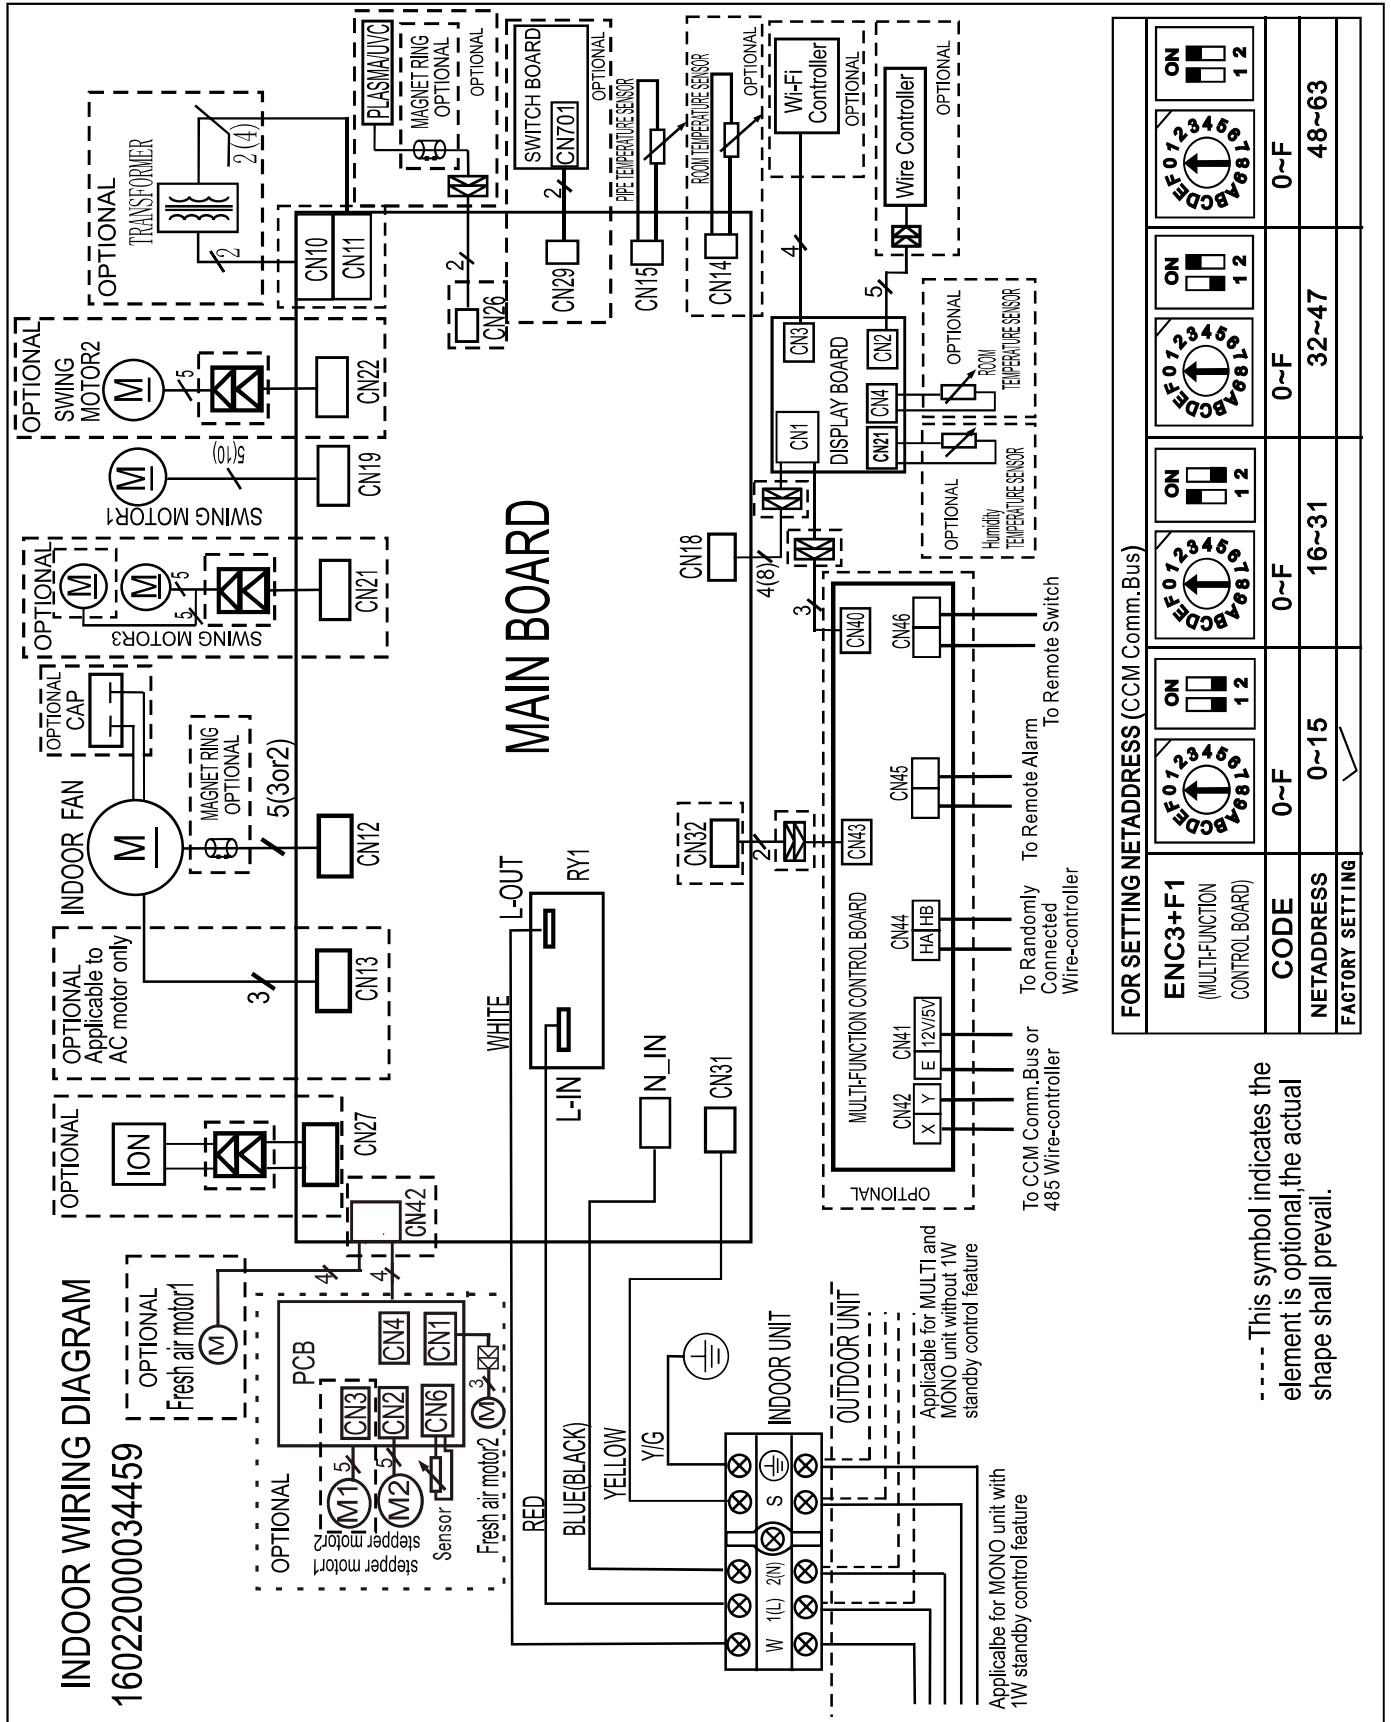 INDOOR WIRING DIAGRAM
16022000034459
OPTIONAL
ION
CN27
OPTIONAL
Applicable to
AC motor only
3
CN13
INDOOR FAN
M
OPTIONAL
CAP
MAGNET RING
OPTIONAL
5(3or2)
CN12
OPTIONAL
M
M
5
5
SWING MOTOR3
CN21
SWING MOTOR1
M
5(10)
CN19
OPTIONAL
SWING
MOTOR2
M
5
CN22
OPTIONAL
TRANSFORMER
2
2(4)
CN10
CN11
PLASMA/UVC
MAGNET RING
OPTIONAL
OPTIONAL
2
CN26
SWITCH BOARD
CN701
OPTIONAL
2
CN29
PIPE TEMPERATURE SENSOR
CN15
ROOM TEMPERATURE SENSOR
OPTIONAL
CN14
Wi-Fi
Controller
OPTIONAL
4
Wire Controller
OPTIONAL
5
OPTIONAL
Fresh air motor1
M
4
4
CN42
OPTIONAL
PCB
CN3
CN2
CN6
CN4
CN1
5
5
3
M1
M2
M
stepper motor2
stepper motor1
Sensor
Fresh air motor2
MAIN BOARD
L-OUT
RY1
WHITE
L-IN
N_IN
CN31
RED
BLUE(BLACK)
YELLOW
Y/G
CN32
2
CN18
4(8)
3
CN3
CN2
CN1
CN4
CN21
DISPLAY BOARD
OPTIONAL
ROOM
TEMPERATURE SENSOR
OPTIONAL
Humidity
TEMPERATURE SENSOR
OPTIONAL
MULTI-FUNCTION CONTROL BOARD
CN40
CN43
CN42
X
Y
CN41
E
12V/5V
CN44
HA
HB
CN45
CN46
To CCM Comm.Bus or
485 Wire-controller
To Randomly
Connected
Wire-controller
To Remote Alarm
To Remote Switch
INDOOR UNIT
OUTDOOR UNIT
W
1(L)
2(N)
S
Applicable for MULTI and
MONO unit without 1W
standby control feature
Applicalbe for MONO unit with
1W standby control feature
---- This symbol indicates the
element is optional,the actual
shape shall prevail.
FOR SETTING NETADDRESS (CCM Comm.Bus)
ENC3+F1
(MULTI-FUNCTION
CONTROL BOARD)
0123456789ABCDEF
ON
1 2
0123456789ABCDEF
ON
1 2
0123456789ABCDEF
ON
1 2
0123456789ABCDEF
ON
1 2
CODE 0~F 0~F 0~F 0~F
NETADDRESS 0~15 16~31 32~47 48~63
FACTORY SETTING